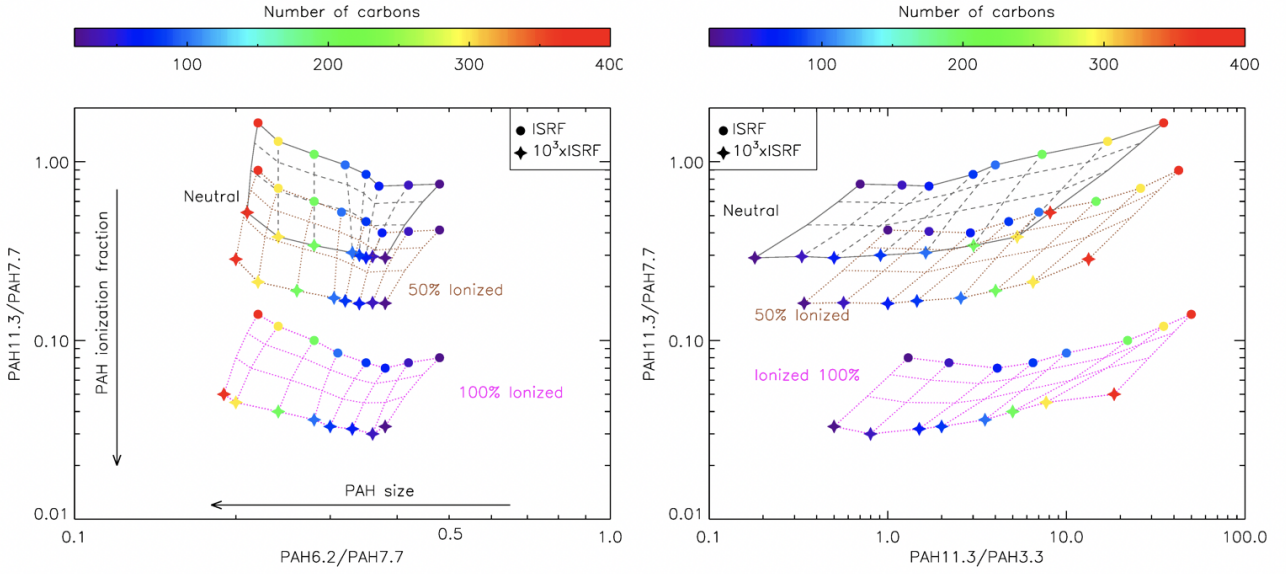 Number of carbons
100 200 300 400
ISRF
10³xISRF
1.00
Neutral
50% Ionized
0.10
100% Ionized
PAH size
0.01
0.1 0.5 1.0
PAH6.2/PAH7.7
PAH11.3/PAH7.7
PAH ionization fraction
Number of carbons
100 200 300 400
ISRF
10³xISRF
1.00
Neutral
50% Ionized
0.10
Ionized 100%
0.01
0.1 1.0 10.0 100.0
PAH11.3/PAH3.3
PAH11.3/PAH7.7